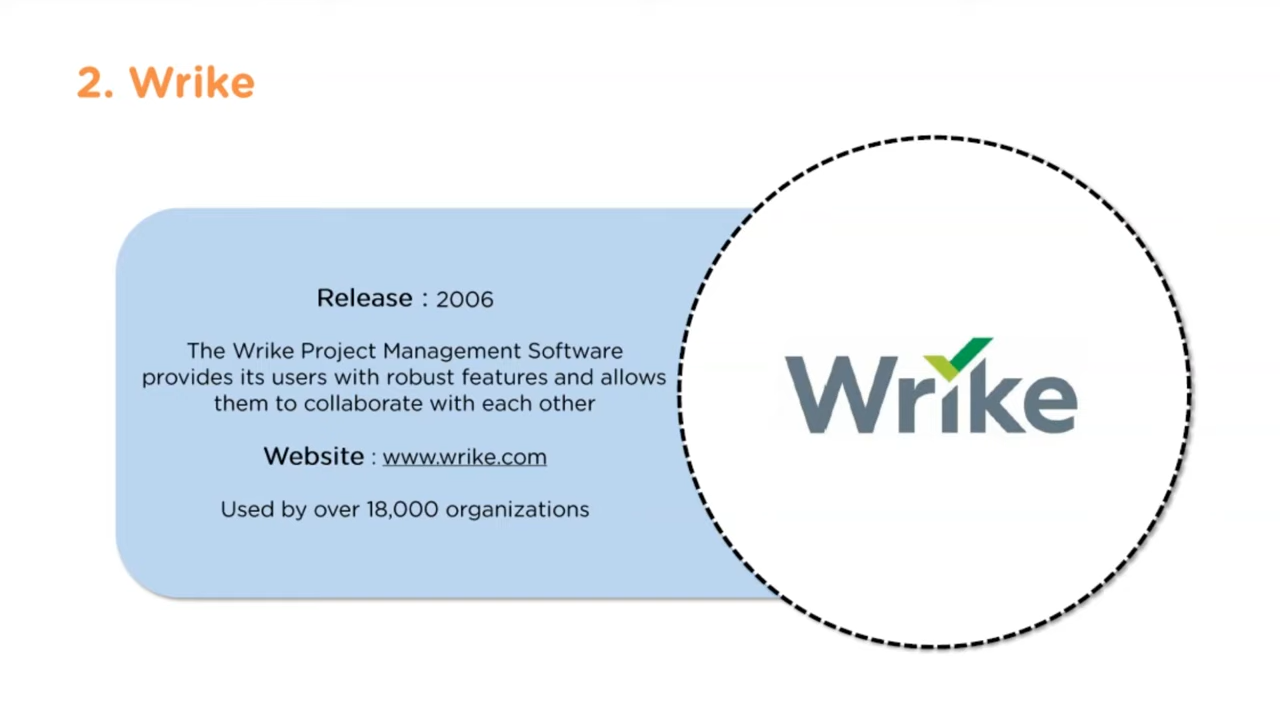 2. Wrike
Release : 2006
The Wrike Project Management Software
provides its users with robust features and allows
them to collaborate with each other
Website : www.wrike.com
Used by over 18,000 organizations
Wrike